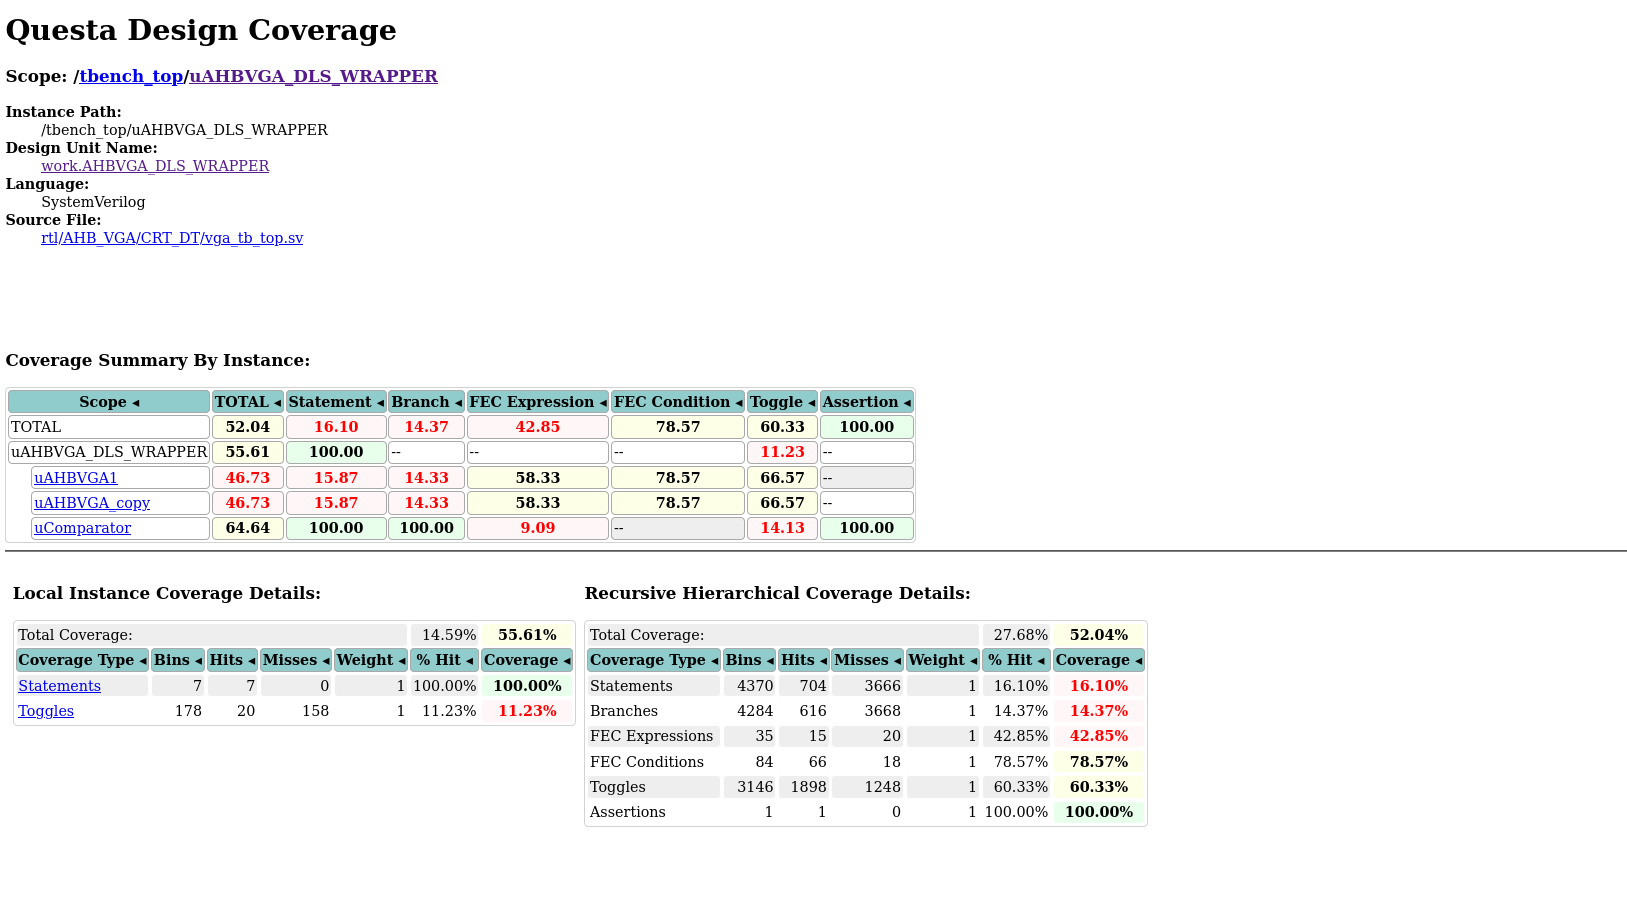 Questa Design Coverage
Scope: /tbench_top/uAHBVGA_DLS_WRAPPER
Instance Path:
/tbench_top/uAHBVGA_DLS_WRAPPER
Design Unit Name:
work.AHBVGA_DLS_WRAPPER
Language:
SystemVerilog
Source File:
rtl/AHB_VGA/CRT_DT/vga_tb_top.sv
Coverage Summary By Instance:
Scope ◂ TOTAL ◂ Statement ◂ Branch ◂ FEC Expression ◂ FEC Condition ◂ Toggle ◂ Assertion ◂
TOTAL 52.04 16.10 14.37 42.85 78.57 60.33 100.00
uAHBVGA_DLS_WRAPPER 55.61 100.00 -- -- -- 11.23 --
uAHBVGA1 46.73 15.87 14.33 58.33 78.57 66.57 --
uAHBVGA_copy 46.73 15.87 14.33 58.33 78.57 66.57 --
uComparator 64.64 100.00 100.00 9.09 -- 14.13 100.00
Local Instance Coverage Details:
Total Coverage: 14.59% 55.61%
Coverage Type ◂ Bins ◂ Hits ◂ Misses ◂ Weight ◂ % Hit ◂ Coverage ◂
Statements 7 7 0 1 100.00% 100.00%
Toggles 178 20 158 1 11.23% 11.23%
Recursive Hierarchical Coverage Details:
Total Coverage: 27.68% 52.04%
Coverage Type ◂ Bins ◂ Hits ◂ Misses ◂ Weight ◂ % Hit ◂ Coverage ◂
Statements 4370 704 3666 1 16.10% 16.10%
Branches 4284 616 3668 1 14.37% 14.37%
FEC Expressions 35 15 20 1 42.85% 42.85%
FEC Conditions 84 66 18 1 78.57% 78.57%
Toggles 3146 1898 1248 1 60.33% 60.33%
Assertions 1 1 0 1 100.00% 100.00%